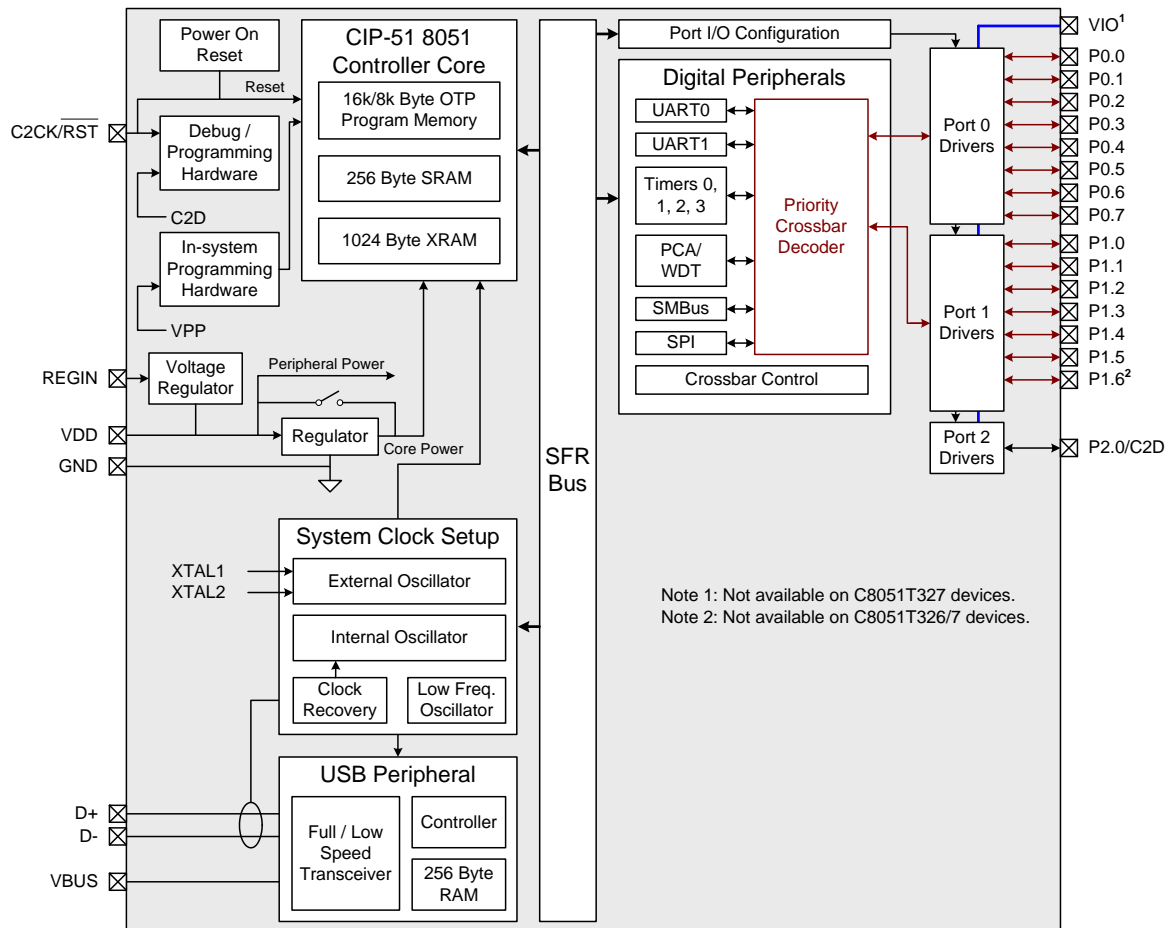 Power On
Reset
Reset
C2CK/RST
Debug /
Programming
Hardware
C2D
In-system
Programming
Hardware
VPP
CIP-51 8051
Controller Core
16k/8k Byte OTP
Program Memory
256 Byte SRAM
1024 Byte XRAM
REGIN
Voltage
Regulator
Peripheral Power
VDD
Regulator
Core Power
GND
System Clock Setup
XTAL1
XTAL2
External Oscillator
Internal Oscillator
Clock
Recovery
Low Freq.
Oscillator
USB Peripheral
D+
D-
VBUS
Full / Low
Speed
Transceiver
Controller
256 Byte
RAM
SFR
Bus
Port I/O Configuration
Digital Peripherals
UART0
UART1
Timers 0,
1, 2, 3
PCA/
WDT
SMBus
SPI
Priority
Crossbar
Decoder
Crossbar Control
Port 0
Drivers
Port 1
Drivers
Port 2
Drivers
VIO¹
P0.0
P0.1
P0.2
P0.3
P0.4
P0.5
P0.6
P0.7
P1.0
P1.1
P1.2
P1.3
P1.4
P1.5
P1.6²
P2.0/C2D
Note 1: Not available on C8051T327 devices.
Note 2: Not available on C8051T326/7 devices.